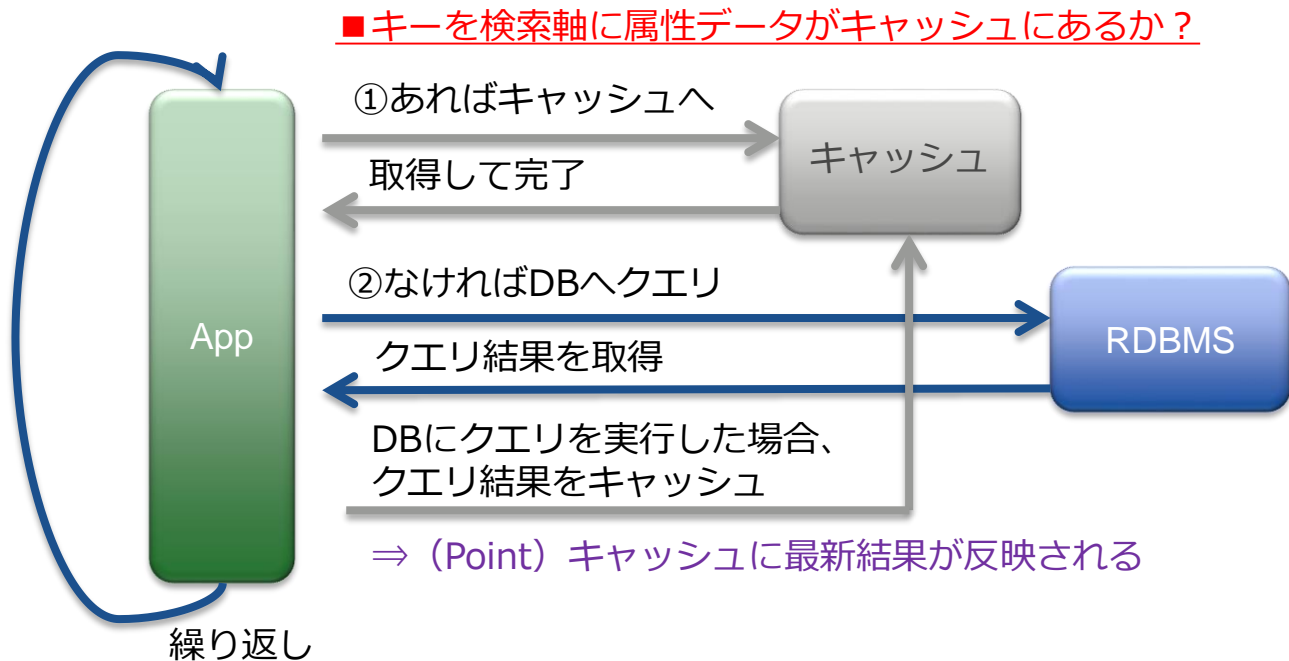 ■キーを検索軸に属性データがキャッシュにあるか？
①あればキャッシュへ
キャッシュ
取得して完了
②なければDBへクエリ
App
RDBMS
クエリ結果を取得
DBにクエリを実行した場合、
クエリ結果をキャッシュ
⇒（Point）キャッシュに最新結果が反映される
繰り返し